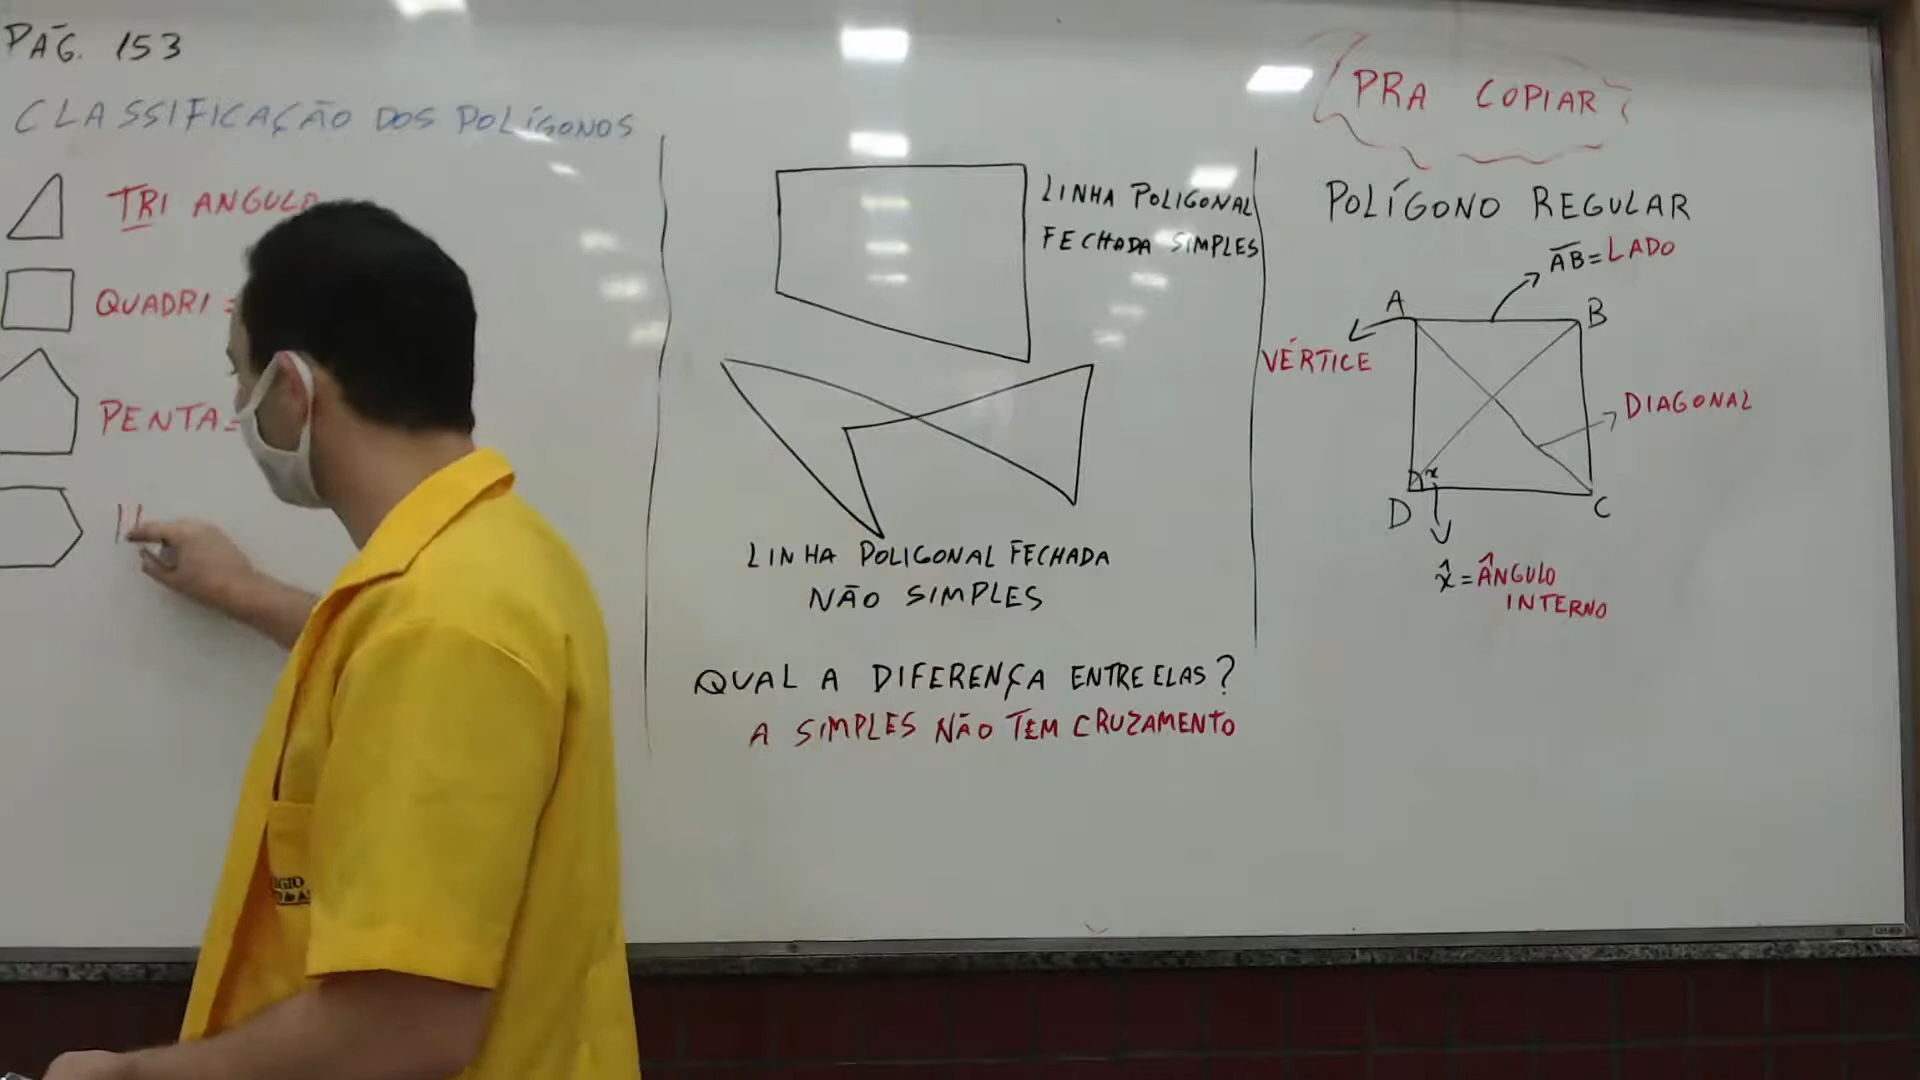 PÁG. 153
CLASSIFICAÇÃO DOS POLÍGONOS
TRI ANGULO
QUADRI =
PENTA =
LINHA POLIGONAL
FECHADA SIMPLES
LINHA POLIGONAL FECHADA
NÃO SIMPLES
QUAL A DIFERENÇA ENTRE ELAS?
A SIMPLES NÃO TEM CRUZAMENTO
PRA COPIAR
POLÍGONO REGULAR
AB = LADO
A
B
VÉRTICE
DIAGONAL
x
D
C
x̂ = ÂNGULO
INTERNO